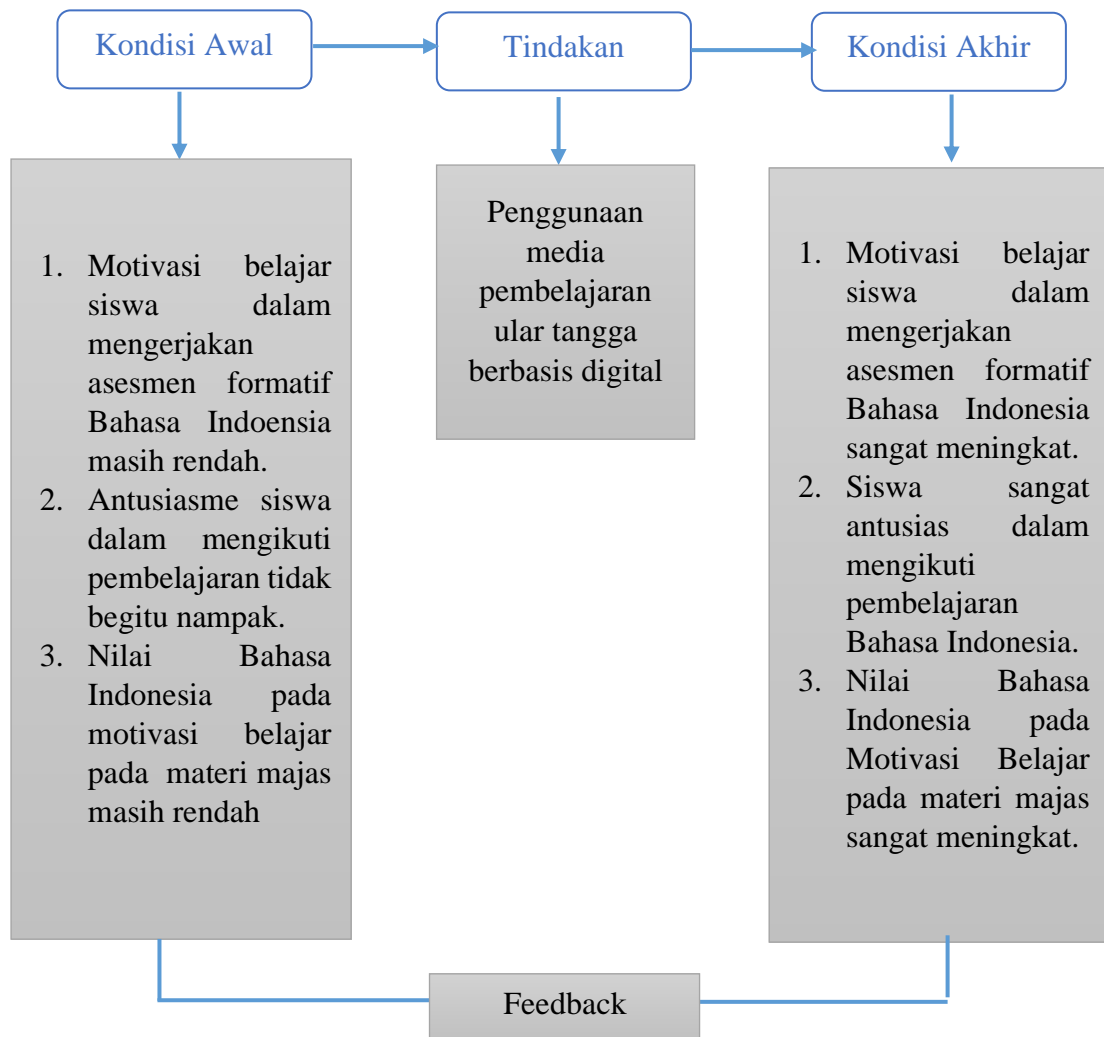 Kondisi Awal
Tindakan
Kondisi Akhir
1. Motivasi belajar
siswa dalam
mengerjakan
asesmen formatif
Bahasa Indoensia
masih rendah.
2. Antusiasme siswa
dalam mengikuti
pembelajaran tidak
begitu nampak.
3. Nilai Bahasa
Indonesia pada
motivasi belajar
pada materi majas
masih rendah
Penggunaan
media
pembelajaran
ular tangga
berbasis digital
1. Motivasi belajar
siswa dalam
mengerjakan
asesmen formatif
Bahasa Indonesia
sangat meningkat.
2. Siswa sangat
antusias dalam
mengikuti
pembelajaran
Bahasa Indonesia.
3. Nilai Bahasa
Indonesia pada
Motivasi Belajar
pada materi majas
sangat meningkat.
Feedback